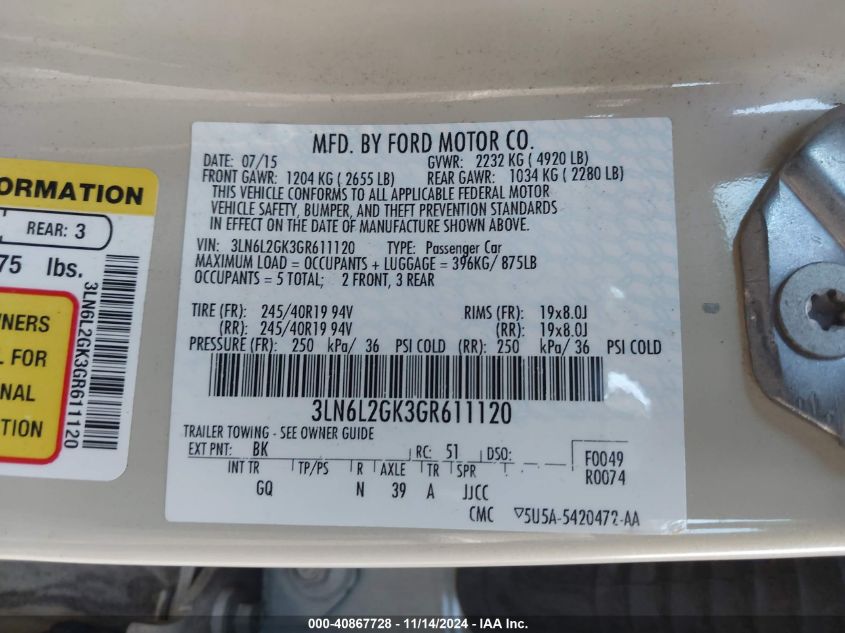 MFD. BY FORD MOTOR CO.
DATE: 07/15 GVWR: 2232 KG ( 4920 LB)
FRONT GAWR: 1204 KG ( 2655 LB) REAR GAWR: 1034 KG ( 2280 LB)
THIS VEHICLE CONFORMS TO ALL APPLICABLE FEDERAL MOTOR
VEHICLE SAFETY, BUMPER, AND THEFT PREVENTION STANDARDS
IN EFFECT ON THE DATE OF MANUFACTURE SHOWN ABOVE.
VIN: 3LN6L2GK3GR611120 TYPE: Passenger Car
MAXIMUM LOAD = OCCUPANTS + LUGGAGE = 396KG/ 875LB
OCCUPANTS = 5 TOTAL; 2 FRONT, 3 REAR
TIRE (FR): 245/40R19 94V RIMS (FR): 19x8.0J
(RR): 245/40R19 94V (RR): 19x8.0J
PRESSURE (FR): 250 kPa/ 36 PSI COLD (RR): 250 kPa/ 36 PSI COLD
3LN6L2GK3GR611120
TRAILER TOWING - SEE OWNER GUIDE
EXT PNT: BK RC: 51 DSO: F0049
R0074
INT TR TP/PS R AXLE TR SPR
GQ N 39 A JJCC
CMC ▽5U5A-5420472-AA
ORMATION
REAR: 3
75 lbs.
WNERS
L FOR
NAL
TION
3LN6L2GK3GR611120
000-40867728 - 11/14/2024 - IAA Inc.